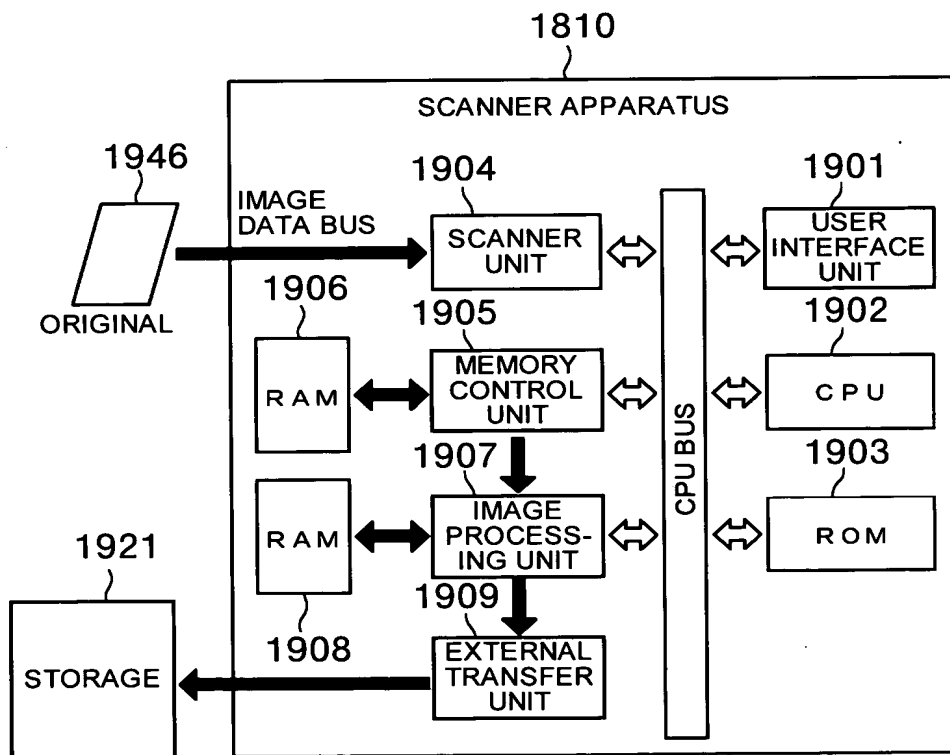 1810
SCANNER APPARATUS
1946
ORIGINAL
IMAGE
DATA BUS
1904
SCANNER
UNIT
1901
USER
INTERFACE
UNIT
1906
RAM
1905
MEMORY
CONTROL
UNIT
1902
CPU
CPU BUS
1907
IMAGE
PROCESS-
ING UNIT
RAM
1908
1903
ROM
1921
STORAGE
1909
EXTERNAL
TRANSFER
UNIT